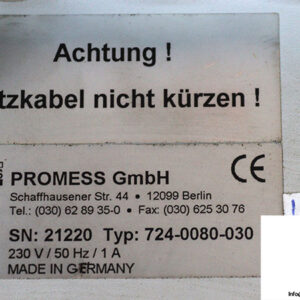 Achtung !
tzkabel nicht kürzen !
PROMESS GmbH
Schaffhausener Str. 44 • 12099 Berlin
Tel.: (030) 62 89 35-0 • Fax: (030) 625 30 76
SN: 21220 Typ: 724-0080-030
230 V / 50 Hz / 1 A
MADE IN GERMANY
CE